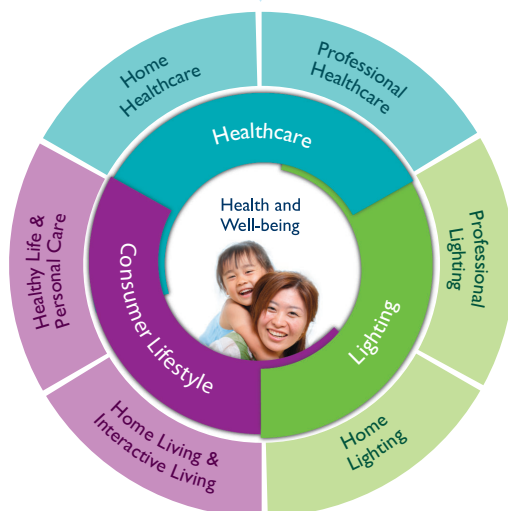 Home
Healthcare
Professional
Healthcare
Healthcare
Health and
Well-being
Healthy Life &
Personal Care
Consumer Lifestyle
Lighting
Professional
Lighting
Home Living &
Interactive Living
Home
Lighting